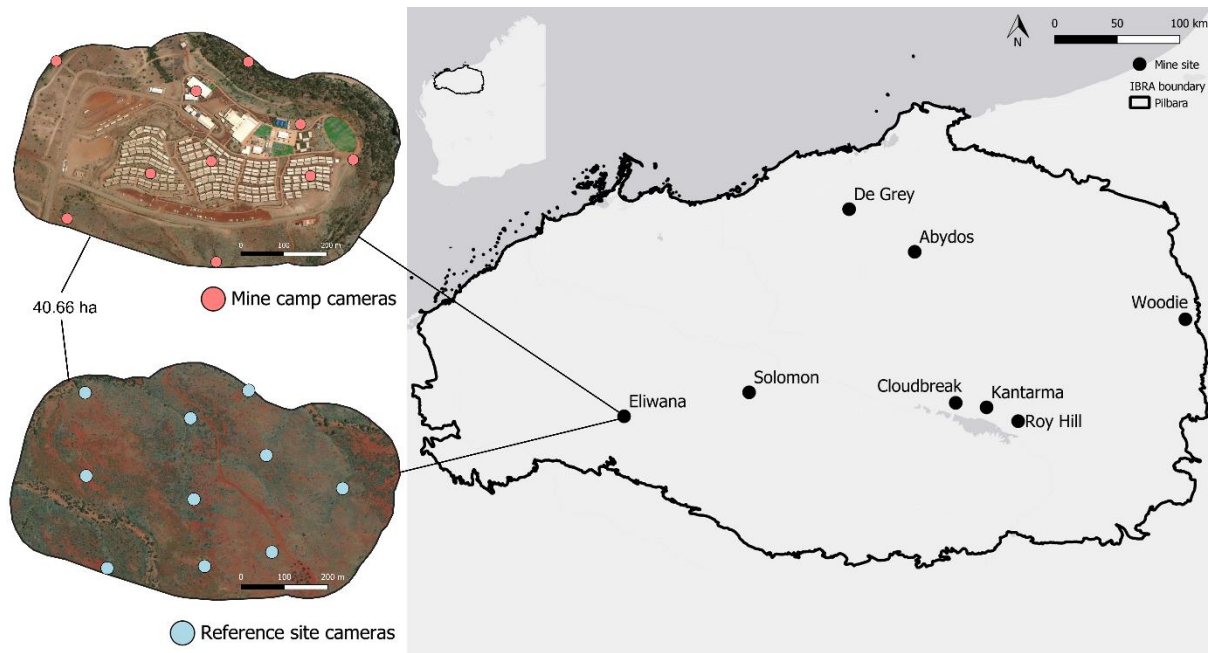 0 50 100 km
N
Mine site
IBRA boundary
Pilbara
De Grey
Abydos
Woodie
Solomon
Cloudbreak
Kantarma
Roy Hill
Eliwana
0 100 200 m
Mine camp cameras
40.66 ha
0 100 200 m
Reference site cameras